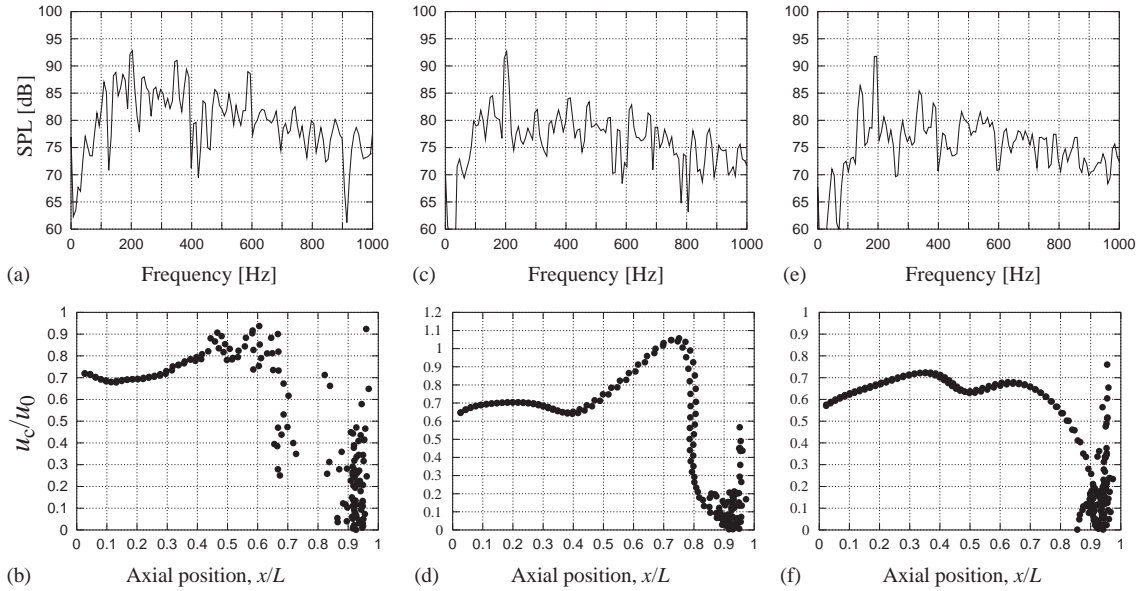 100 95 90 85 80 75 70 65 60
SPL [dB]
0 200 400 600 800 1000
(a) Frequency [Hz]
100 95 90 85 80 75 70 65 60
0 200 400 600 800 1000
(c) Frequency [Hz]
100 95 90 85 80 75 70 65 60
0 200 400 600 800 1000
(e) Frequency [Hz]
1 0.9 0.8 0.7 0.6 0.5 0.4 0.3 0.2 0.1 0
u_c/u_0
0 0.1 0.2 0.3 0.4 0.5 0.6 0.7 0.8 0.9 1
(b) Axial position, x/L
1.2 1.1 1 0.9 0.8 0.7 0.6 0.5 0.4 0.3 0.2 0.1 0
0 0.1 0.2 0.3 0.4 0.5 0.6 0.7 0.8 0.9 1
(d) Axial position, x/L
1 0.9 0.8 0.7 0.6 0.5 0.4 0.3 0.2 0.1 0
0 0.1 0.2 0.3 0.4 0.5 0.6 0.7 0.8 0.9 1
(f) Axial position, x/L